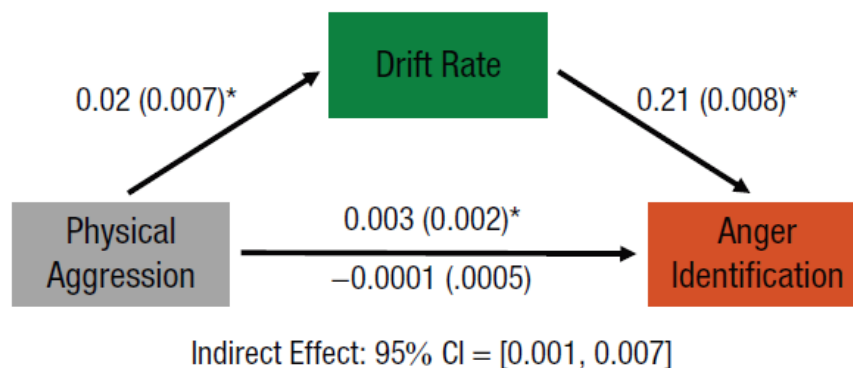 Drift Rate
0.02 (0.007)*
0.21 (0.008)*
Physical
Aggression
0.003 (0.002)*
−0.0001 (.0005)
Anger
Identification
Indirect Effect: 95% CI = [0.001, 0.007]